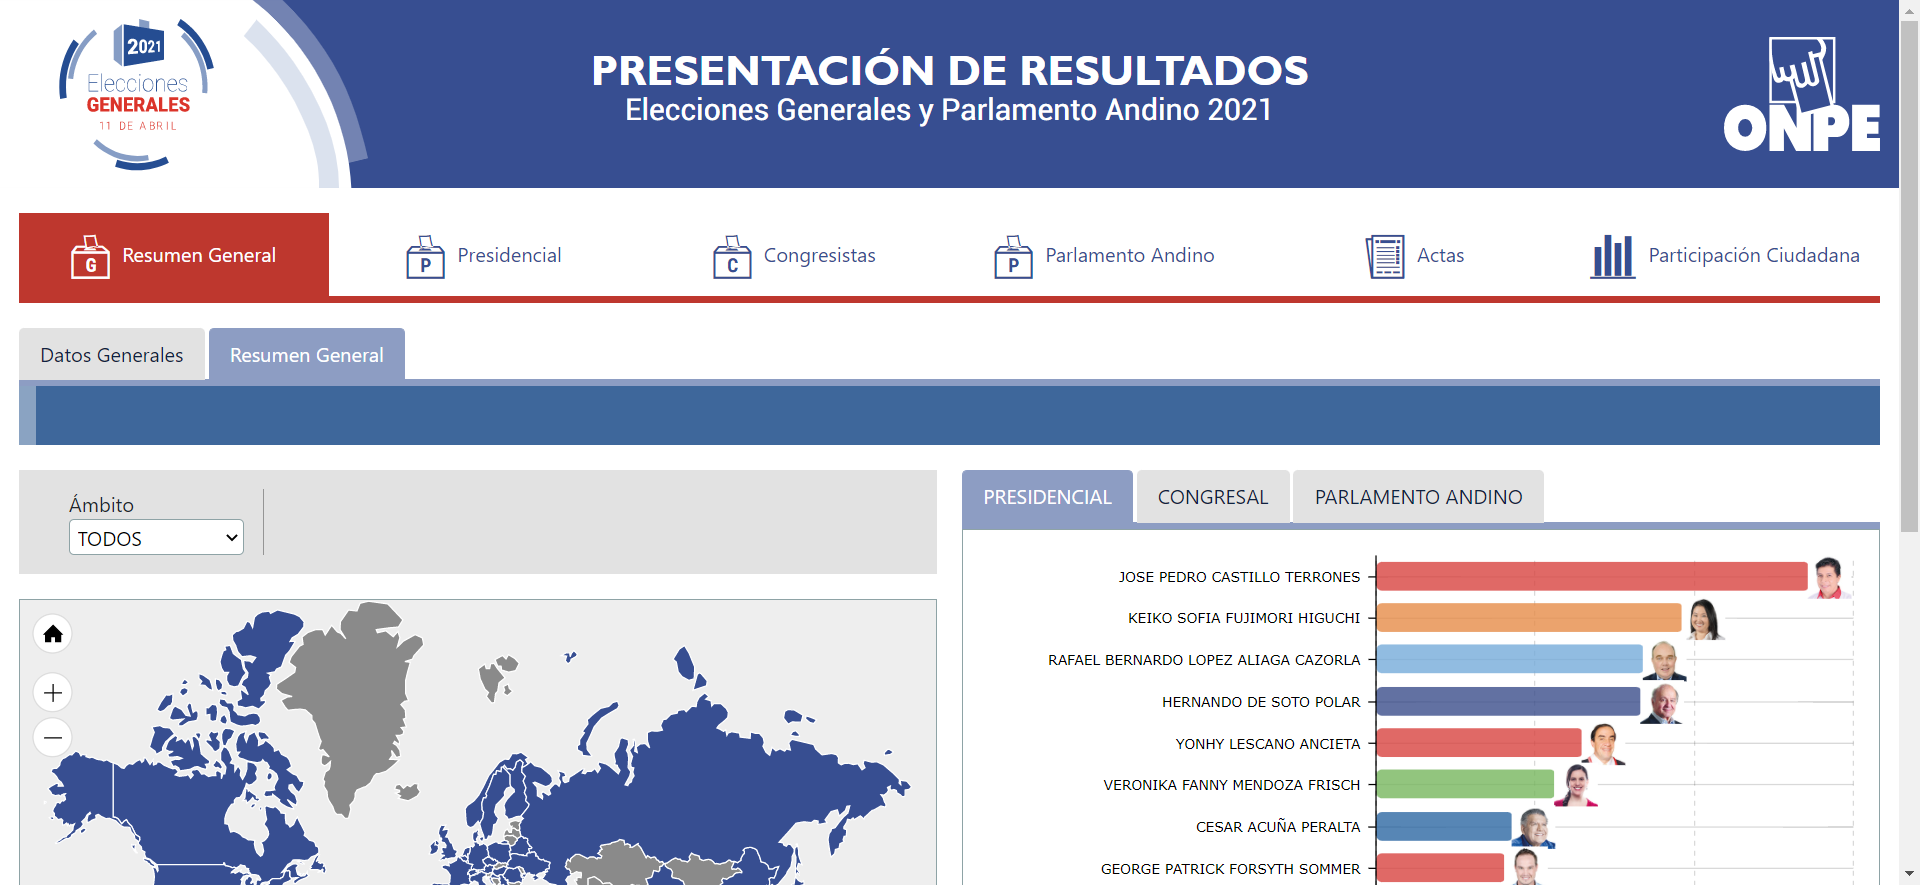 2021
Elecciones
GENERALES
11 DE ABRIL
PRESENTACIÓN DE RESULTADOS
Elecciones Generales y Parlamento Andino 2021
ONPE
G Resumen General
P Presidencial
C Congresistas
P Parlamento Andino
Actas
Participación Ciudadana
Datos Generales
Resumen General
Ámbito
TODOS
PRESIDENCIAL
CONGRESAL
PARLAMENTO ANDINO
JOSE PEDRO CASTILLO TERRONES
KEIKO SOFIA FUJIMORI HIGUCHI
RAFAEL BERNARDO LOPEZ ALIAGA CAZORLA
HERNANDO DE SOTO POLAR
YONHY LESCANO ANCIETA
VERONIKA FANNY MENDOZA FRISCH
CESAR ACUÑA PERALTA
GEORGE PATRICK FORSYTH SOMMER